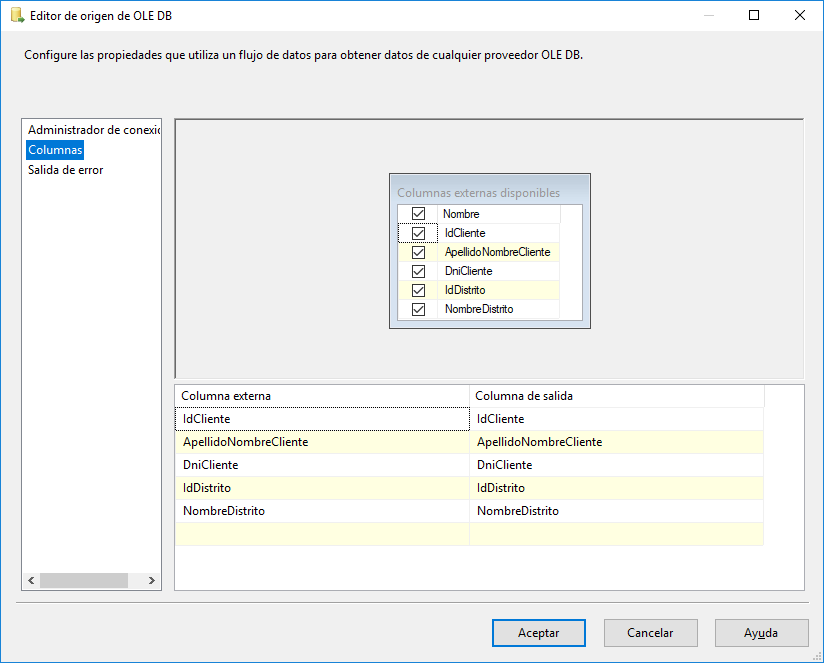 Editor de origen de OLE DB
Configure las propiedades que utiliza un flujo de datos para obtener datos de cualquier proveedor OLE DB.
Administrador de conexic
Columnas
Salida de error
Columnas externas disponibles
Nombre
IdCliente
ApellidoNombreCliente
DniCliente
IdDistrito
NombreDistrito
Columna externa Columna de salida
IdCliente IdCliente
ApellidoNombreCliente ApellidoNombreCliente
DniCliente DniCliente
IdDistrito IdDistrito
NombreDistrito NombreDistrito
Aceptar Cancelar Ayuda